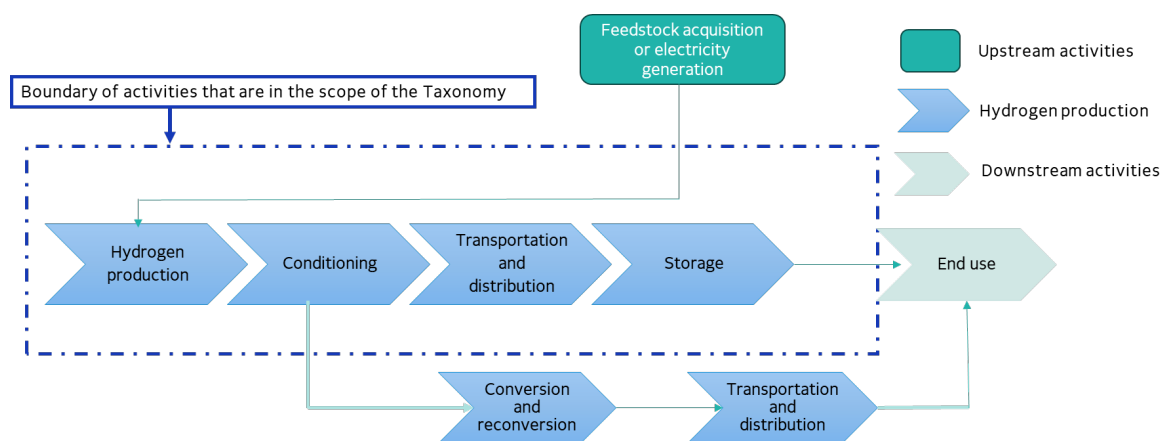 Feedstock acquisition
or electricity
generation
Upstream activities
Boundary of activities that are in the scope of the Taxonomy
Hydrogen production
Downstream activities
Hydrogen
production
Conditioning
Transportation
and
distribution
Storage
End use
Conversion
and
reconversion
Transportation
and
distribution